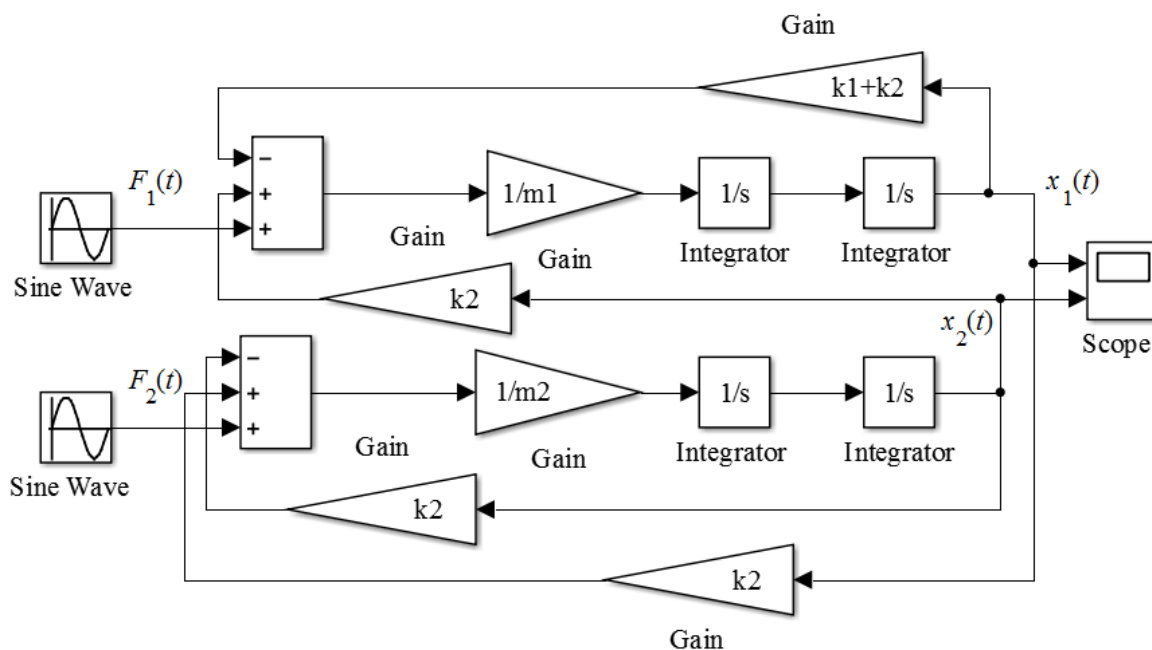 Gain
k1+k2
−
+
+
F1(t)
1/m1
1/s
1/s
x1(t)
Gain
Gain
Integrator
Integrator
Sine Wave
k2
x2(t)
Scope
−
+
+
F2(t)
1/m2
1/s
1/s
Gain
Gain
Integrator
Integrator
Sine Wave
k2
k2
Gain